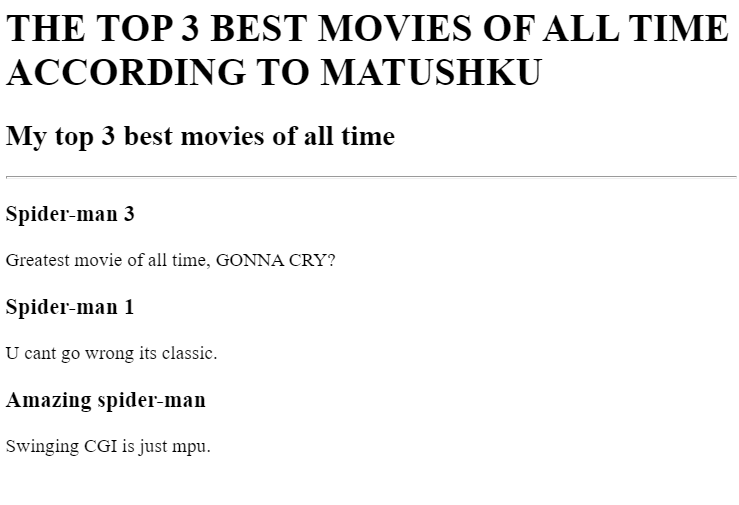 THE TOP 3 BEST MOVIES OF ALL TIME
ACCORDING TO MATUSHKU
My top 3 best movies of all time
Spider-man 3
Greatest movie of all time, GONNA CRY?
Spider-man 1
U cant go wrong its classic.
Amazing spider-man
Swinging CGI is just mpu.